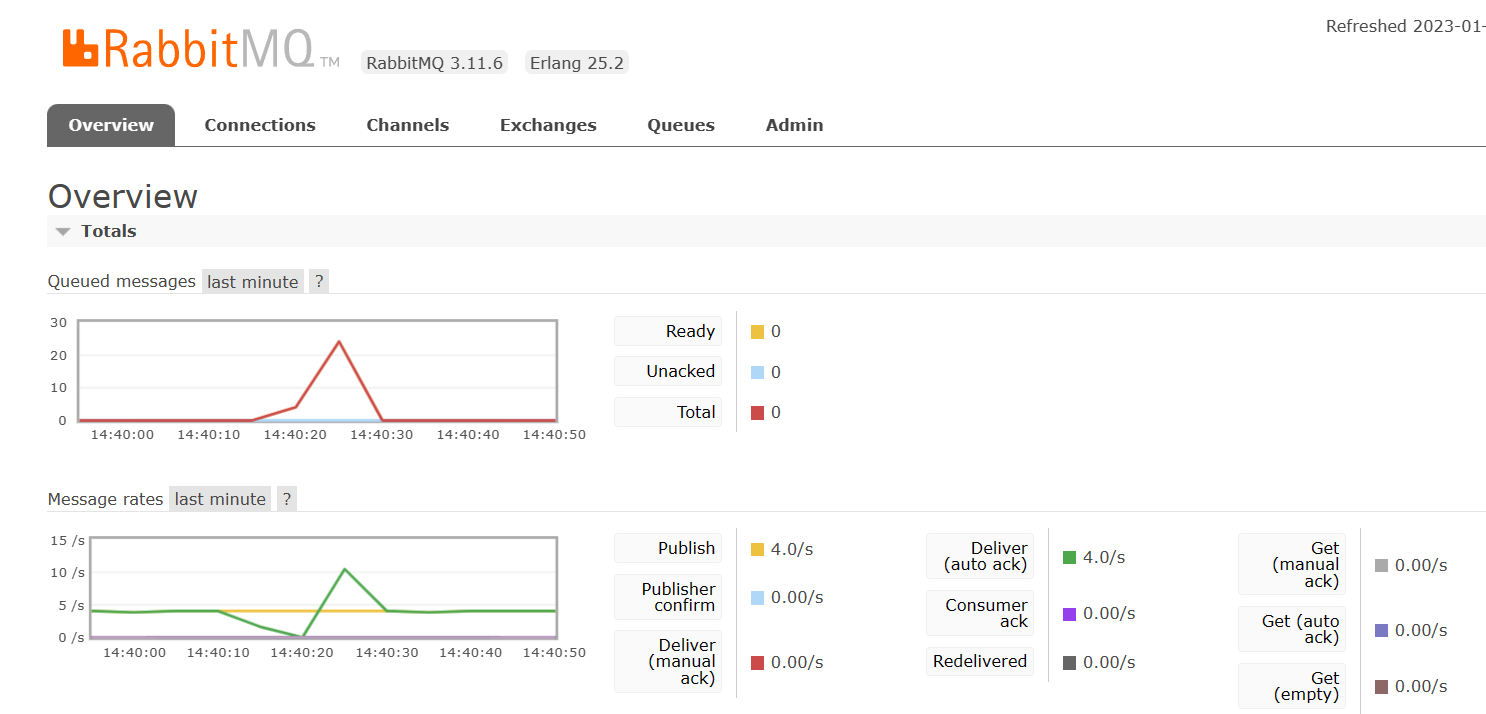 Refreshed 2023-01-
RabbitMQ TM RabbitMQ 3.11.6 Erlang 25.2
Overview Connections Channels Exchanges Queues Admin
Overview
Totals
Queued messages last minute ?
30
20
10
0
14:40:00 14:40:10 14:40:20 14:40:30 14:40:40 14:40:50
Ready 0
Unacked 0
Total 0
Message rates last minute ?
15 /s
10 /s
5 /s
0 /s
14:40:00 14:40:10 14:40:20 14:40:30 14:40:40 14:40:50
Publish 4.0/s
Publisher
confirm 0.00/s
Deliver
(manual
ack) 0.00/s
Deliver
(auto ack) 4.0/s
Consumer
ack 0.00/s
Redelivered 0.00/s
Get
(manual
ack) 0.00/s
Get (auto
ack) 0.00/s
Get
(empty) 0.00/s